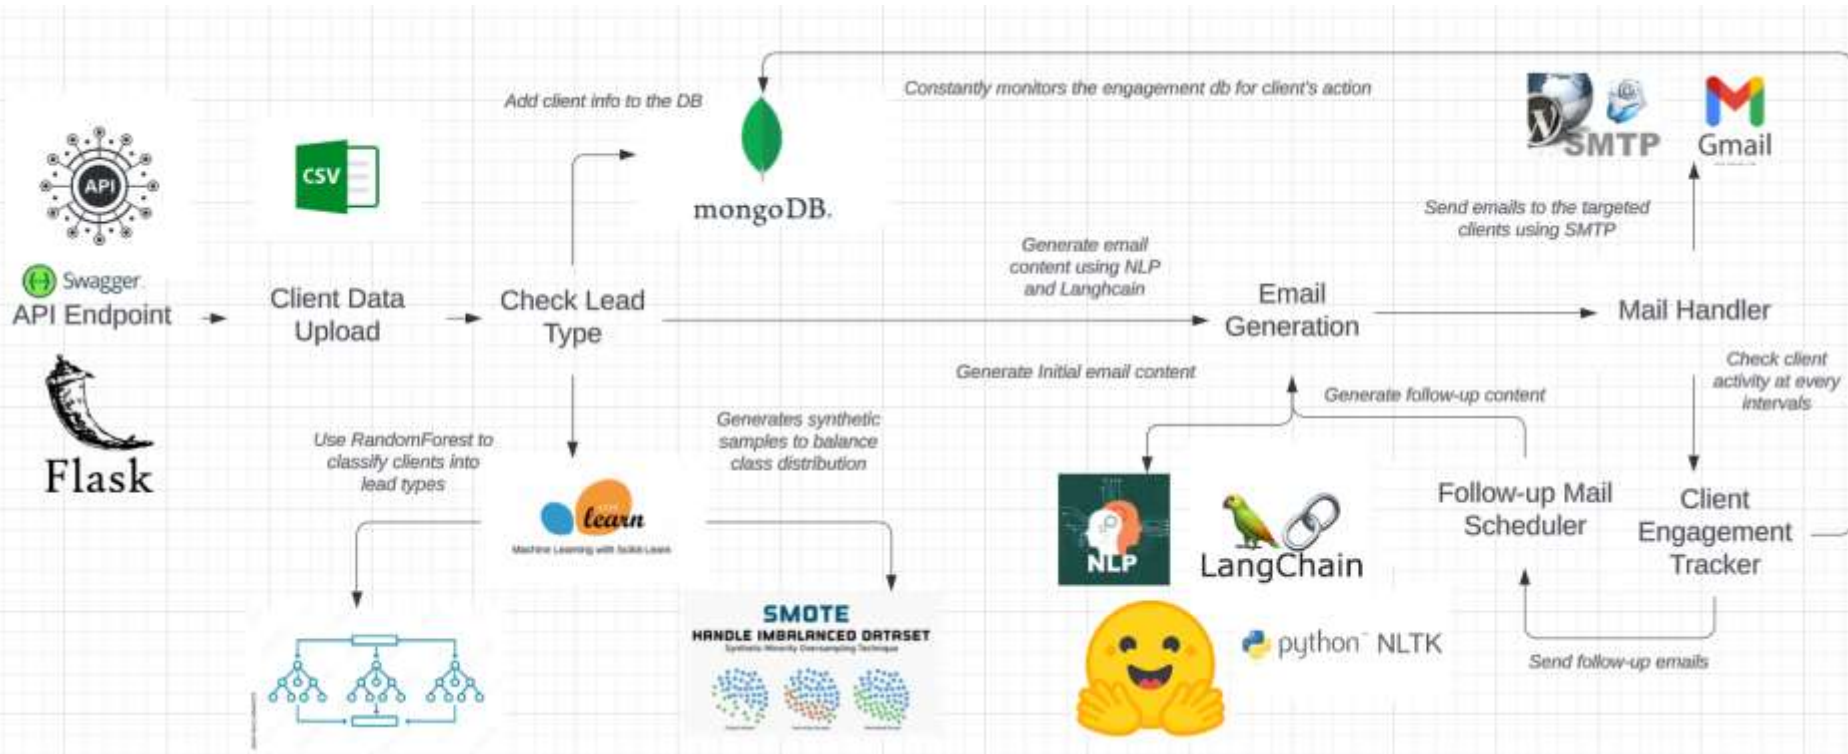 API
Swagger.
API Endpoint
Flask
CSV
Client Data
Upload
Add client info to the DB
Check Lead
Type
mongoDB.
Constantly monitors the engagement db for client's action
Use RandomForest to
classify clients into
lead types
learn
Machine Learning with Scikit-Learn
Generates synthetic
samples to balance
class distribution
SMOTE
HANDLE IMBALANCED DATASET
Synthetic Minority Oversampling Technique
Generate email
content using NLP
and Langhcain
Generate Initial email content
Email
Generation
Generate follow-up content
NLP
LangChain
python NLTK
Follow-up Mail
Scheduler
Send follow-up emails
SMTP
Gmail
Send emails to the targeted
clients using SMTP
Mail Handler
Check client
activity at every
intervals
Client
Engagement
Tracker